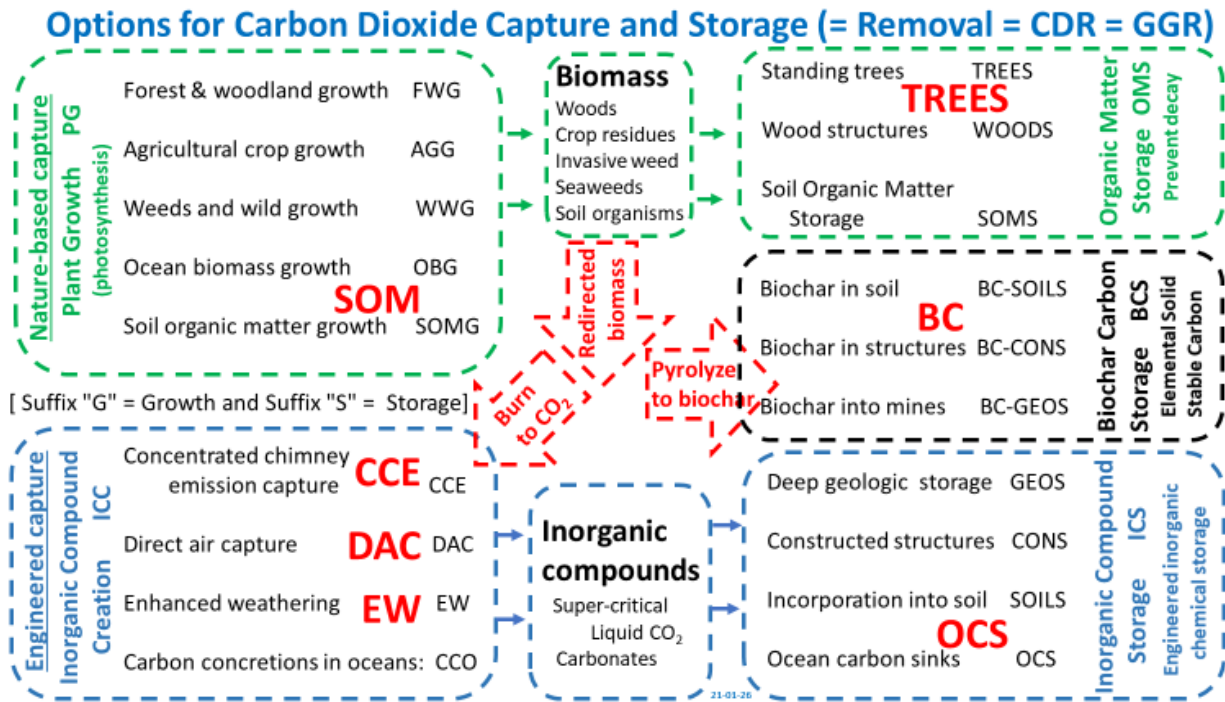 Options for Carbon Dioxide Capture and Storage (= Removal = CDR = GGR)
Nature-based capture
Plant Growth PG
(photosynthesis)
Forest & woodland growth FWG
Agricultural crop growth AGG
Weeds and wild growth WWG
Ocean biomass growth OBG
SOM
Soil organic matter growth SOMG
Biomass
Woods
Crop residues
Invasive weed
Seaweeds
Soil organisms
Standing trees TREES
TREES
Wood structures WOODS
Soil Organic Matter
Storage SOMS
Organic Matter
Storage OMS
Prevent decay
Redirected
biomass
Burn
to CO₂
Pyrolyze
to biochar
Biochar in soil BC-SOILS
BC
Biochar in structures BC-CONS
Biochar into mines BC-GEOS
Biochar Carbon
Storage BCS
Elemental Solid
Stable Carbon
[ Suffix "G" = Growth and Suffix "S" = Storage]
Engineered capture
Inorganic Compound
Creation ICC
Concentrated chimney
emission capture CCE CCE
Direct air capture DAC DAC
Enhanced weathering EW EW
Carbon concretions in oceans: CCO
Inorganic
compounds
Super-critical
Liquid CO₂
Carbonates
Deep geologic storage GEOS
Constructed structures CONS
Incorporation into soil SOILS
OCS
Ocean carbon sinks OCS
Inorganic Compound
Storage ICS
Engineered inorganic
chemical storage
21-01-26